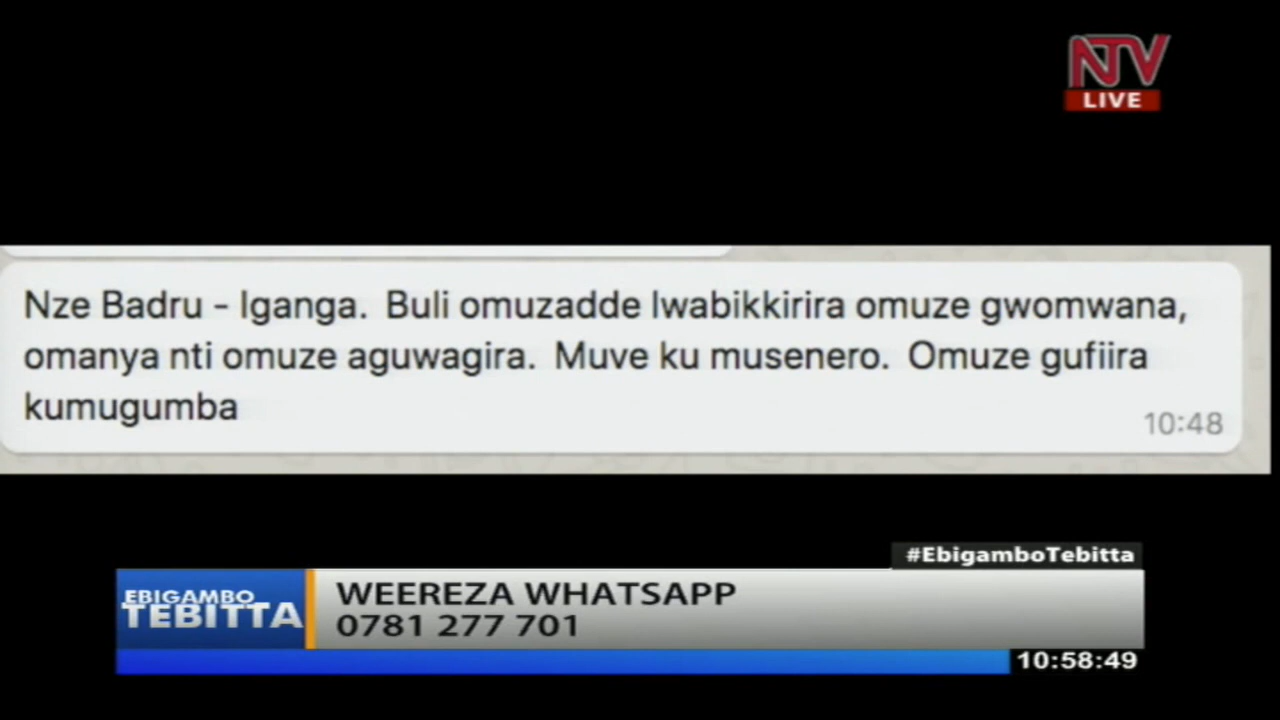 NTV
LIVE
Nze Badru - Iganga.  Buli omuzadde lwabikkirira omuze gwomwana,
omanya nti omuze aguwagira.  Muve ku musenero.  Omuze gufiira
kumugumba
10:48
#EbigamboTebitta
EBIGAMBO
TEBITTA
WEEREZA WHATSAPP
0781 277 701
10:58:49